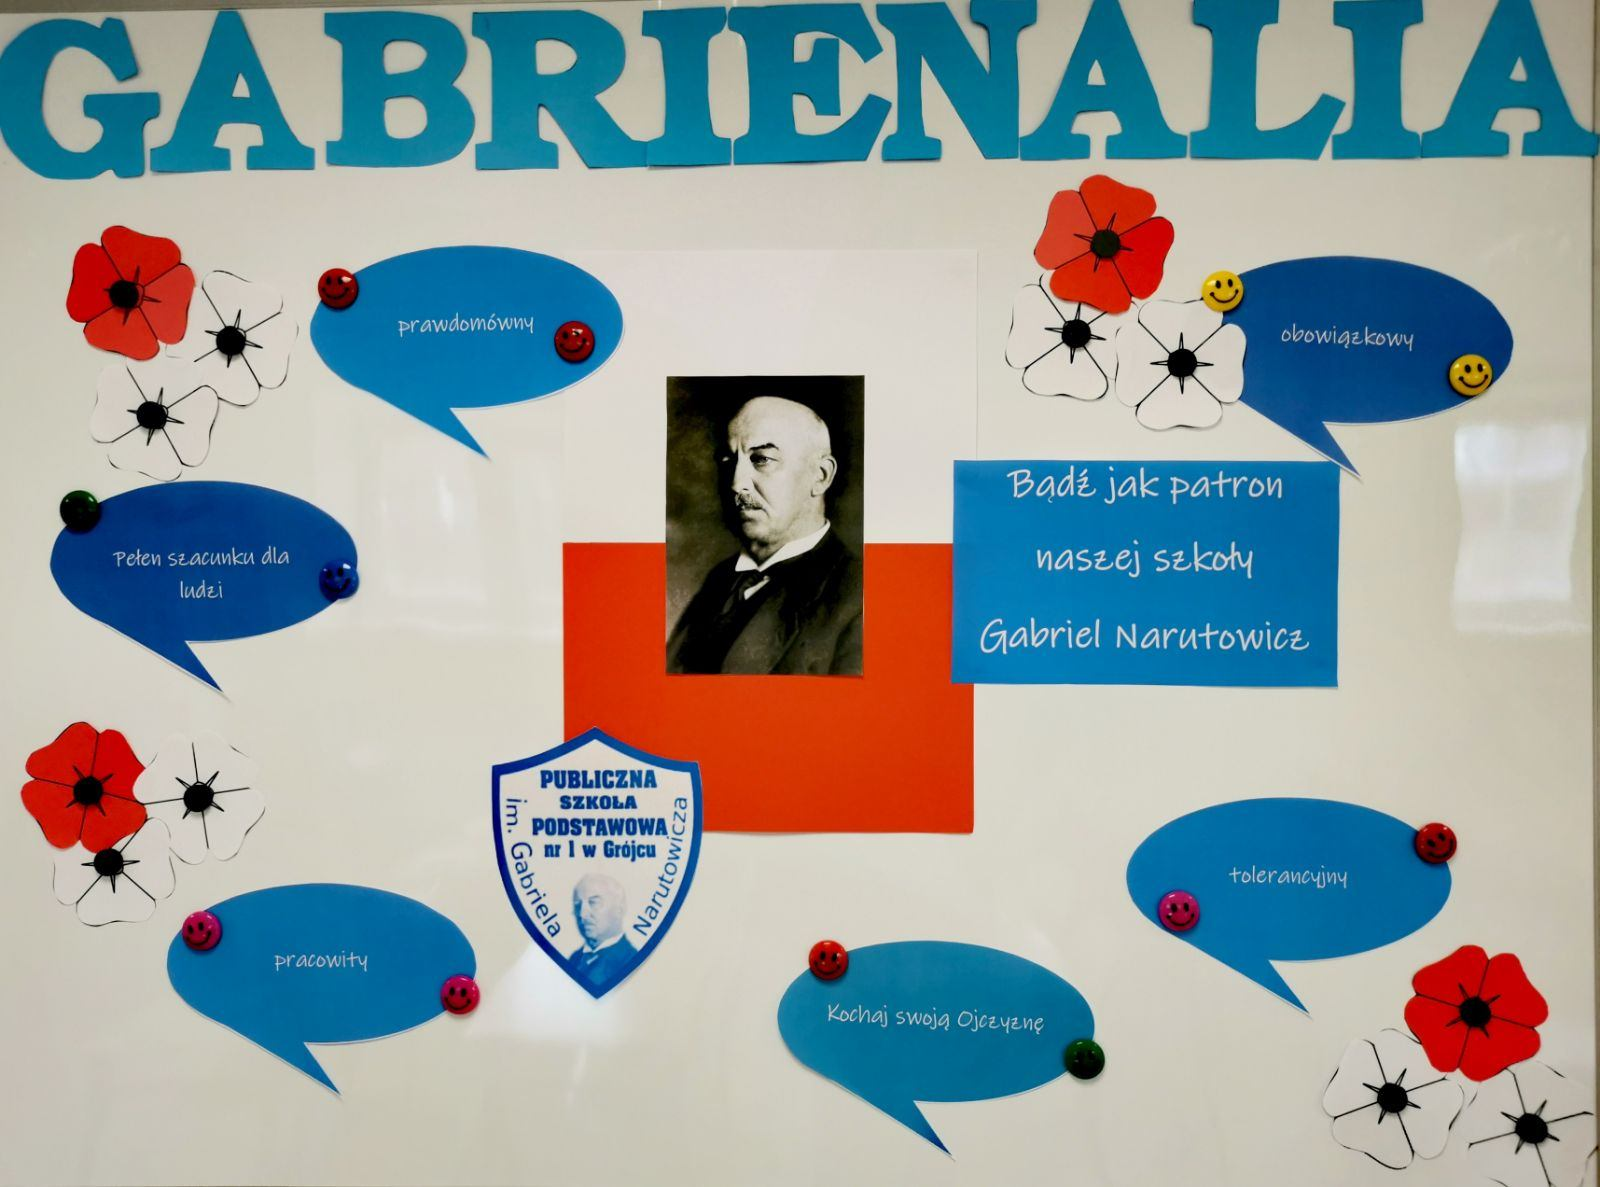 GABRIENALIA
prawdomówny
obowiązkowy
Bądź jak patron
naszej szkoły
Gabriel Narutowicz
Pełen szacunku dla
ludzi
PUBLICZNA
SZKOŁA
PODSTAWOWA
nr 1 w Grójcu
im. Gabriela
Narutowicza
tolerancyjny
pracowity
Kochaj swoją Ojczyznę